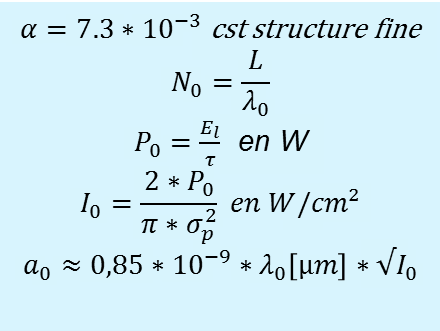 α = 7.3 * 10⁻³ cst structure fine
N₀ = L / λ₀
P₀ = E_l / τ en W
I₀ = 2 * P₀ / π * σ_p² en W/cm²
a₀ ≈ 0,85 * 10⁻⁹ * λ₀[μm] * √I₀